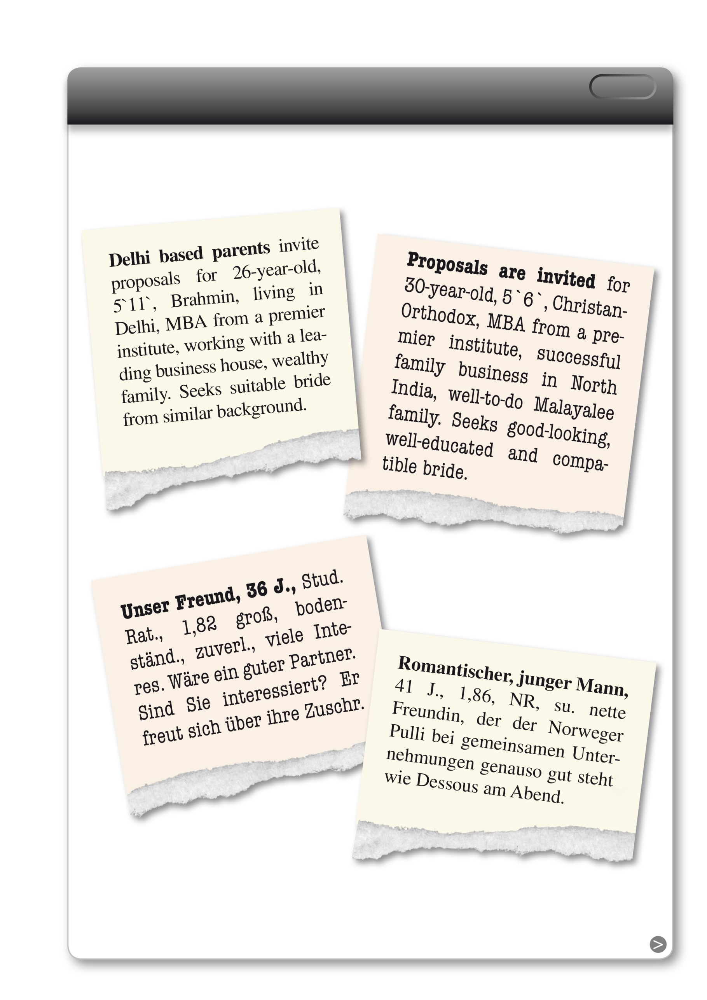 Delhi based parents invite
proposals for 26-year-old,
5`11`, Brahmin, living in
Delhi, MBA from a premier
institute, working with a lea-
ding business house, wealthy
family. Seeks suitable bride
from similar background.
Proposals are invited for
30-year-old, 5`6`, Christan-
Orthodox, MBA from a pre-
mier institute, successful
family business in North
India, well-to-do Malayalee
family. Seeks good-looking,
well-educated and compa-
tible bride.
Unser Freund, 36 J., Stud.
Rat., 1,82 groß, boden-
ständ., zuverl., viele Inte-
res. Wäre ein guter Partner.
Sind Sie interessiert? Er
freut sich über ihre Zuschr.
Romantischer, junger Mann,
41 J., 1,86, NR, su. nette
Freundin, der der Norweger
Pulli bei gemeinsamen Unter-
nehmungen genauso gut steht
wie Dessous am Abend.
>